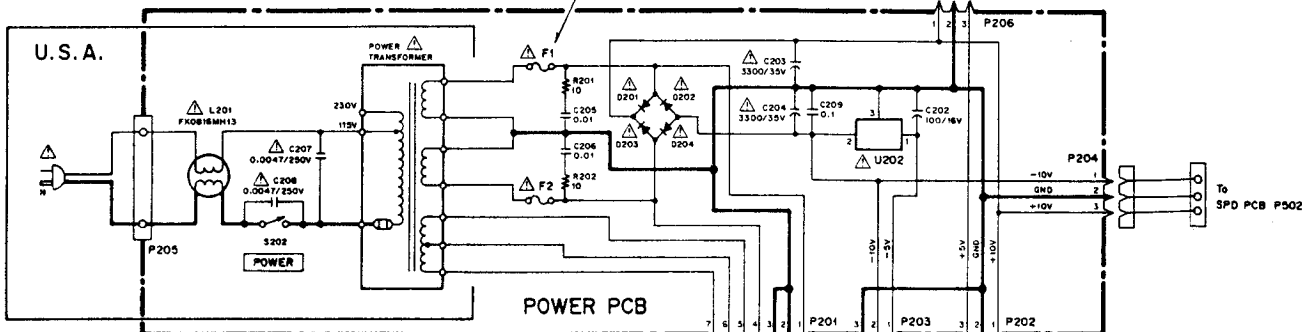 U.S.A.
L201
FX0816MH13
C207
0.0047/250V
C208
0.0047/250V
S202
POWER
P205
POWER
TRANSFORMER
230V
115V
F1
R201
10
C205
0.01
C206
0.01
R202
10
F2
D201
D202
D203
D204
C203
3300/35V
C204
3300/35V
C209
0.1
C202
100/16V
3
2
1
U202
1 2 3
P206
P204
-10V 1
GND 2
+10V 3
To
SPD PCB P502
-10V
-5V
+5V
GND
+10V
POWER PCB
7 6 5 4 3 2 1 P201
3 2 1 P203
3 2 1 P202